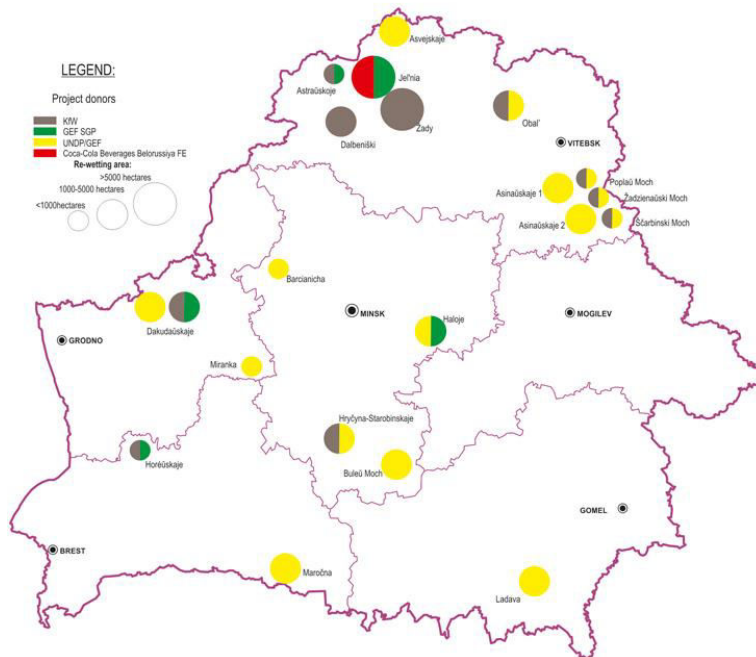 LEGEND:
Project donors
KfW
GEF SGP
UNDP/GEF
Coca-Cola Beverages Belorussiya FE
Re-wetting area:
>5000 hectares
1000-5000 hectares
<1000hectares
Asvejskaje
Astraŭskoje
Jel'nia
Žady
Dalbeniški
Obal'
VITEBSK
Poplaŭ Moch
Asinaŭskaje 1
Žadzienaŭski Moch
Asinaŭskaje 2
Ščarbinski Moch
Barcianicha
MINSK
MOGILEV
Haloje
Dakudaŭskaje
GRODNO
Miranka
Hryčyna-Starobinskaje
Horéŭskaje
Buleŭ Moch
GOMEL
BREST
Maročna
Ladava